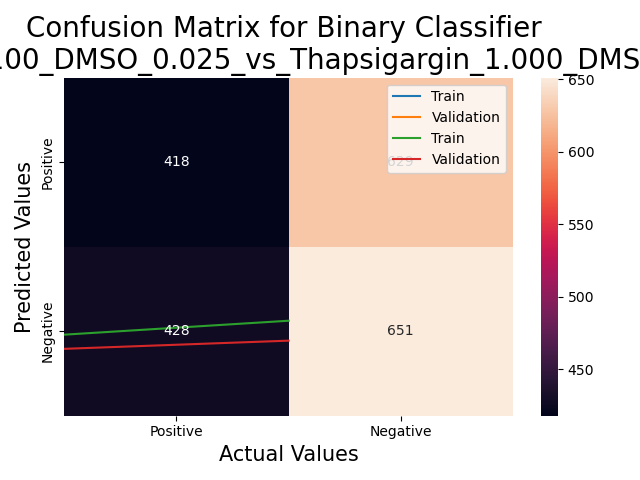 Confusion Matrix for Binary Classifier
.00_DMSO_0.025_vs_Thapsigargin_1.000_DMS
Train
Validation
Train
Validation
418
629
428
651
Positive
Negative
Predicted Values
Positive
Negative
Actual Values
650
600
550
500
450